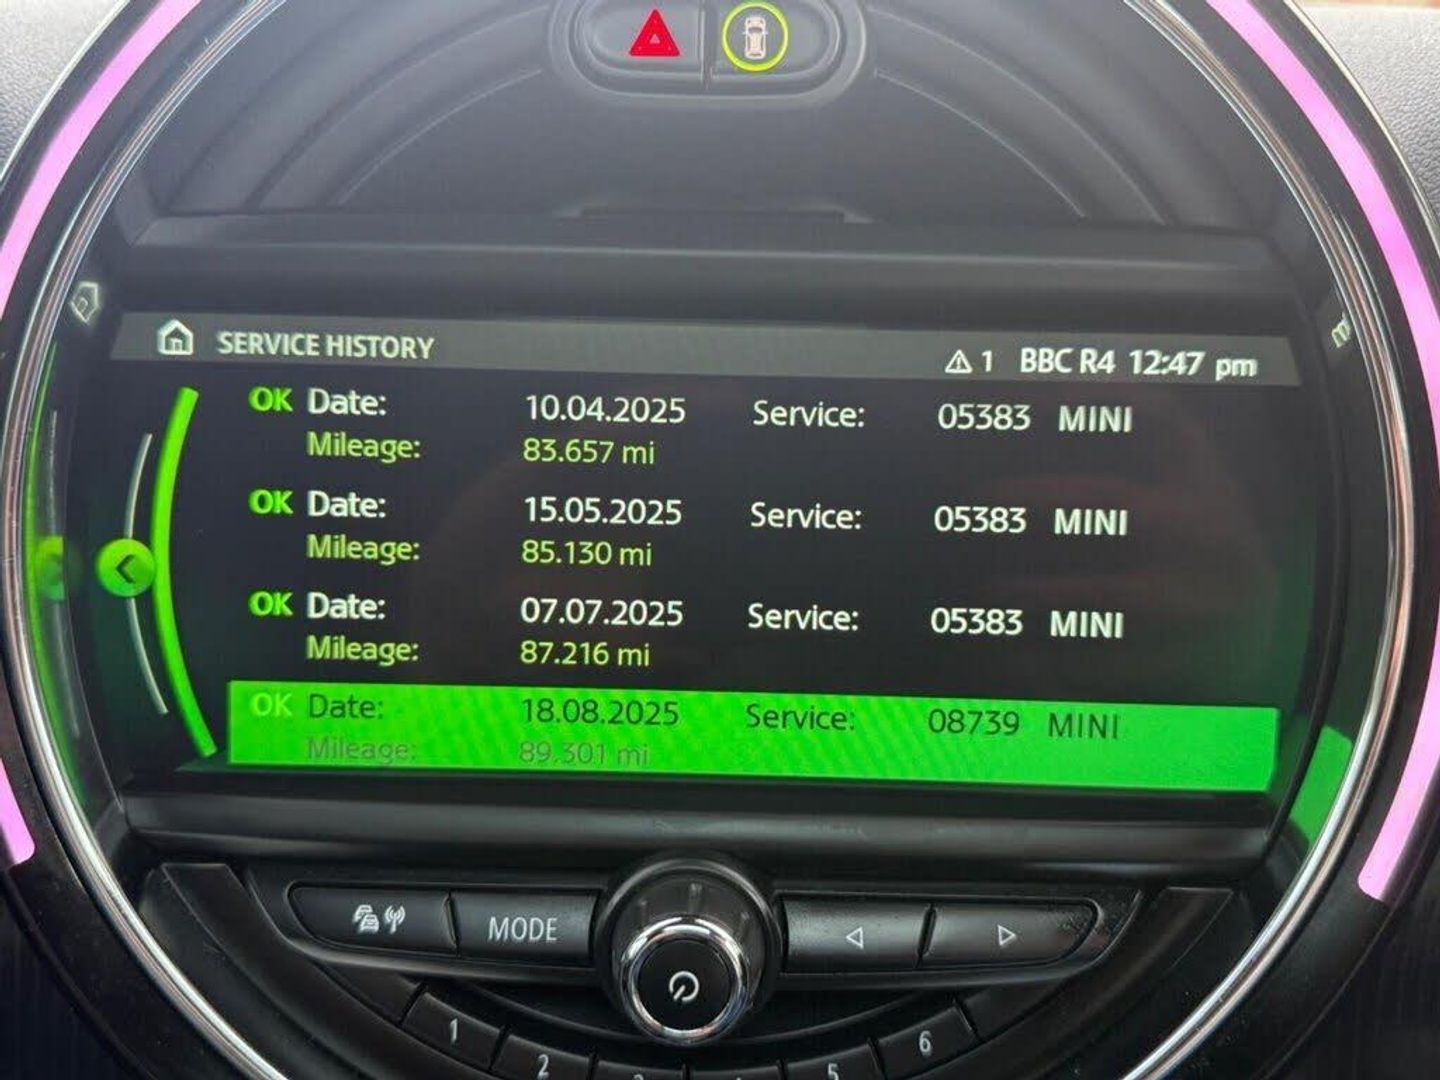 SERVICE HISTORY
1 BBC R4 12:47 pm
OK Date: 10.04.2025 Service: 05383 MINI
Mileage: 83.657 mi
OK Date: 15.05.2025 Service: 05383 MINI
Mileage: 85.130 mi
OK Date: 07.07.2025 Service: 05383 MINI
Mileage: 87.216 mi
OK Date: 18.08.2025 Service: 08739 MINI
Mileage: 89.301 mi
MODE
1
2
5
6